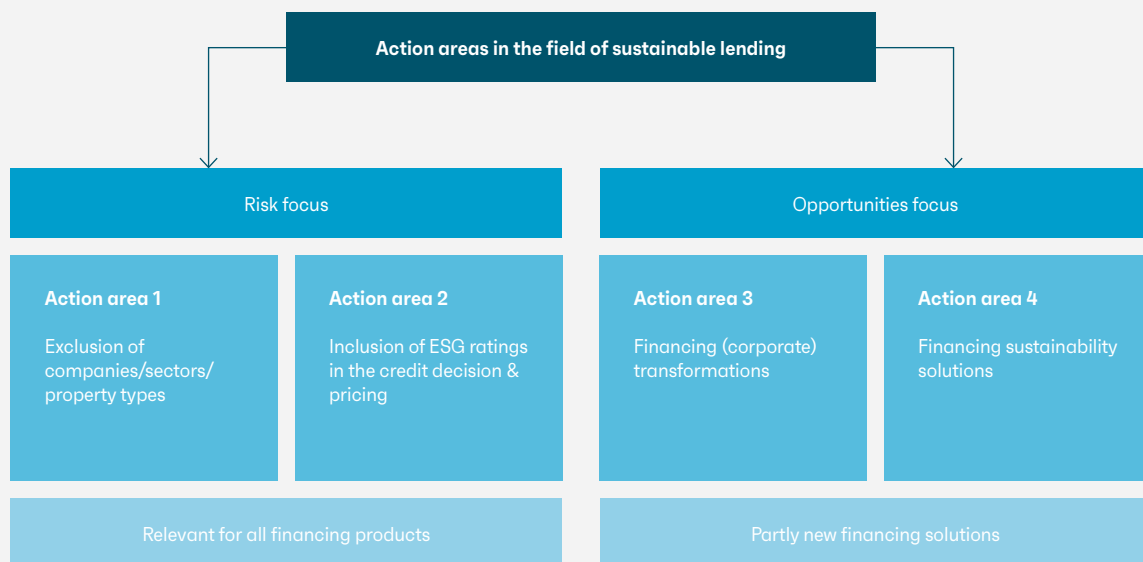 Action areas in the field of sustainable lending
Risk focus
Opportunities focus
Action area 1
Exclusion of
companies/sectors/
property types
Action area 2
Inclusion of ESG ratings
in the credit decision &
pricing
Action area 3
Financing (corporate)
transformations
Action area 4
Financing sustainability
solutions
Relevant for all financing products
Partly new financing solutions